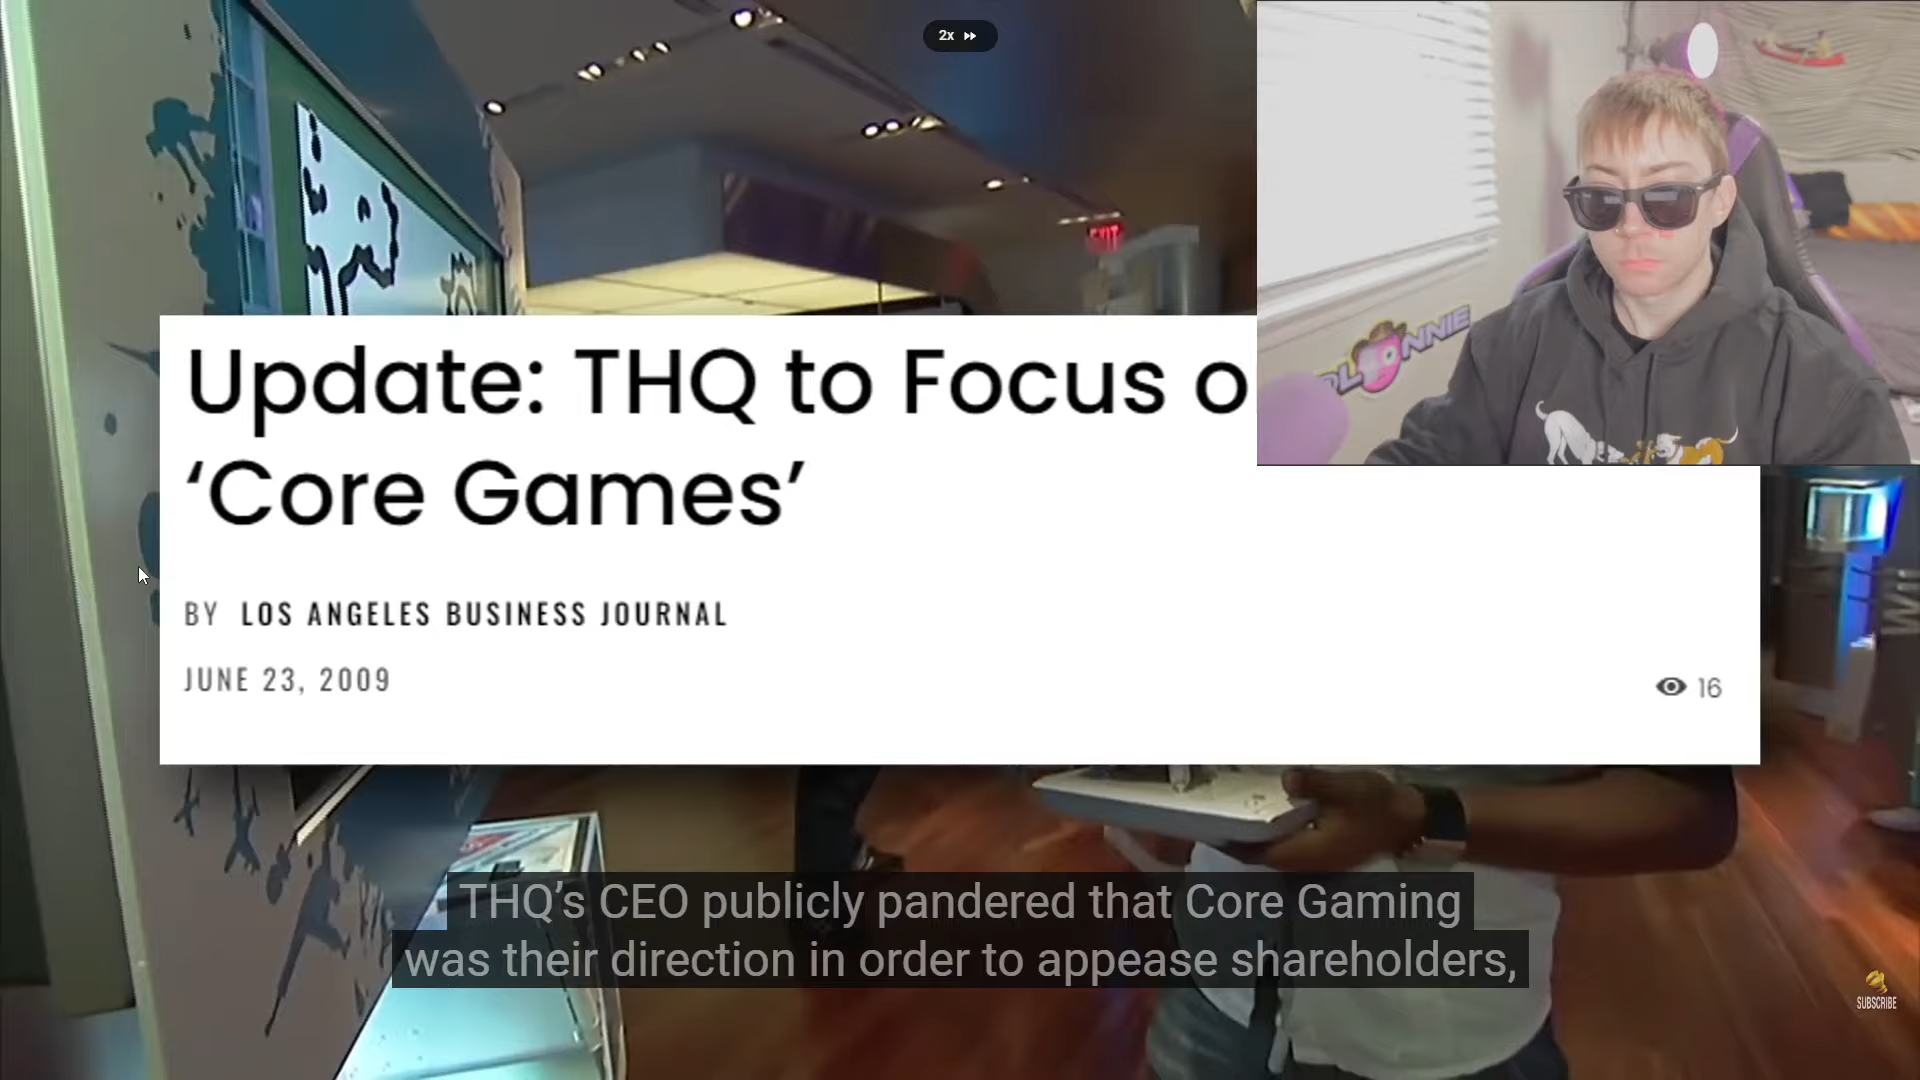 2x
EXIT
Update: THQ to Focus o
‘Core Games’
BY LOS ANGELES BUSINESS JOURNAL
JUNE 23, 2009
16
THQ’s CEO publicly pandered that Core Gaming
was their direction in order to appease shareholders,
SUBSCRIBE